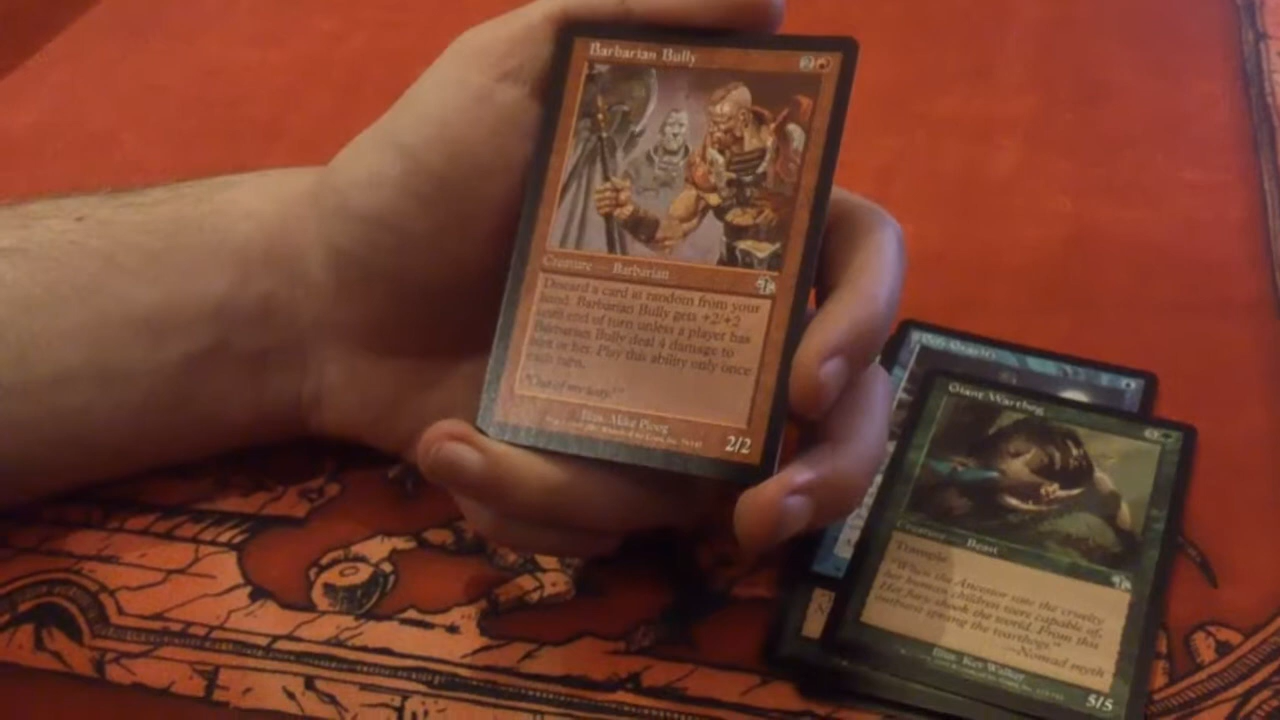 Barbarian Bully
2
Creature — Barbarian
Discard a card at random from your
hand: Barbarian Bully gets +2/+2
until end of turn unless a player has
Barbarian Bully deal 4 damage to
him or her. Play this ability only once
each turn.
"Out of my way!"
Illus. Mike Ploog
2/2
Giant Warthog
Creature — Beast
Trample
"When the Ancestor saw the cruelty
her human children were capable of,
Her fury shook the world. From this
outburst sprang the warthogs."
—Nomad myth
Illus. Kev Walker
5/5